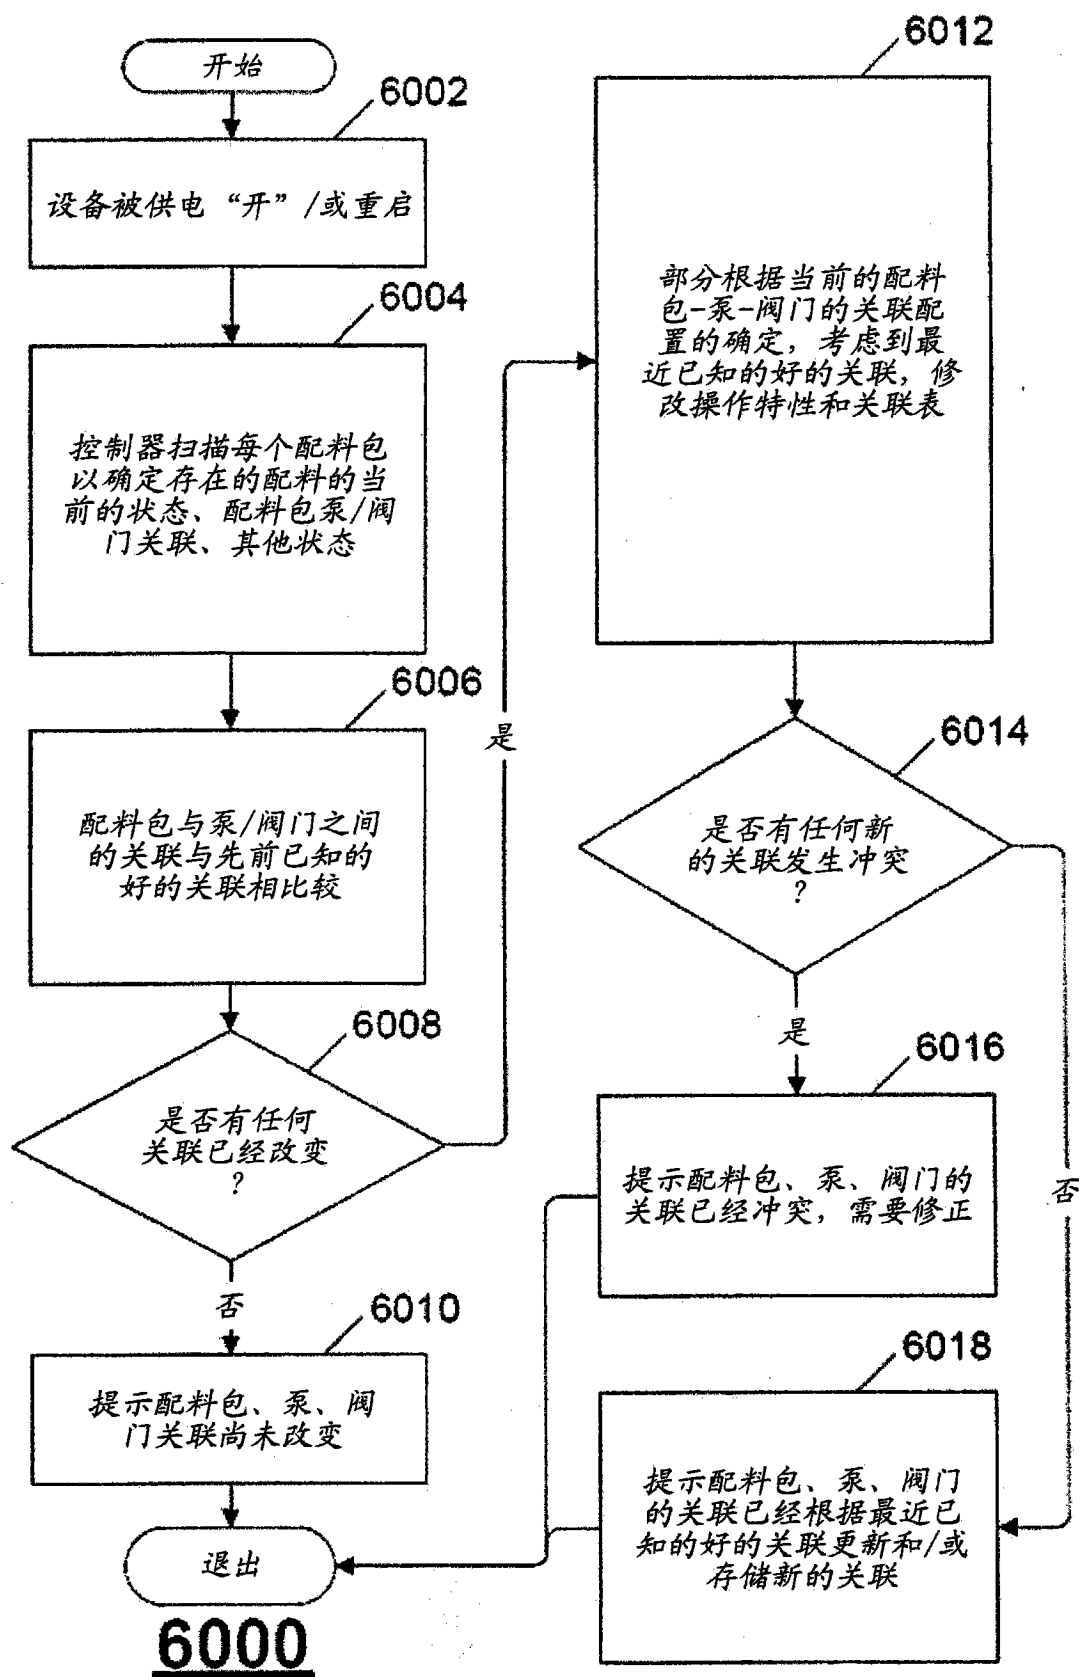 开始
6002
设备被供电“开”/或重启
6004
控制器扫描每个配料包
以确定存在的配料的当
前的状态、配料包泵/阀
门关联、其他状态
6006
配料包与泵/阀门之间
的关联与先前已知的
好的关联相比较
6008
是否有任何
关联已经改变
?
是
否
6010
提示配料包、泵、阀
门关联尚未改变
退出
6012
部分根据当前的配料
包-泵-阀门的关联配
置的确定，考虑到最
近已知的好的关联，修
改操作特性和关联表
6014
是否有任何新
的关联发生冲突
?
是
否
6016
提示配料包、泵、阀门的
关联已经冲突，需要修正
6018
提示配料包、泵、阀门
的关联已经根据最近已
知的好的关联更新和/或
存储新的关联
6000